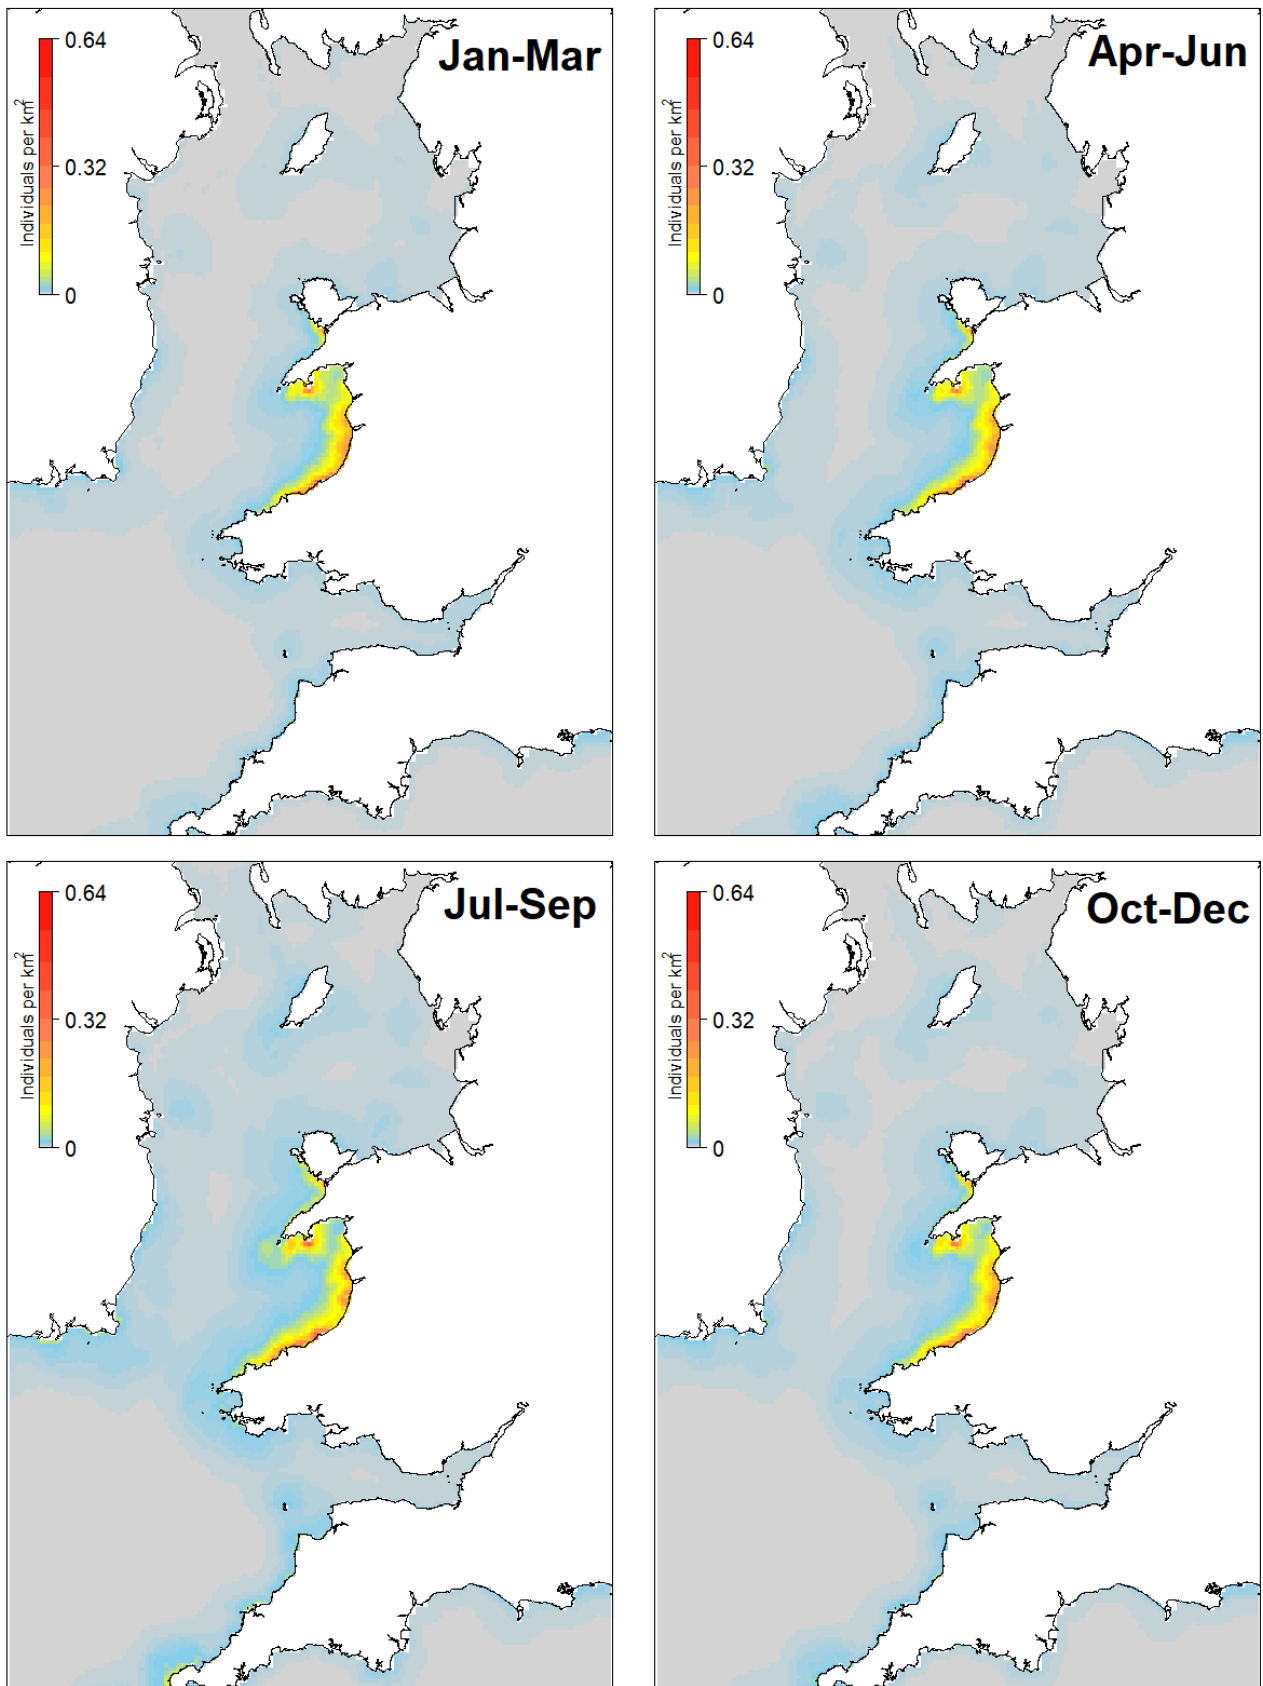 Jan-Mar
0.64
0.32
0
Individuals per km²
Apr-Jun
0.64
0.32
0
Individuals per km²
Jul-Sep
0.64
0.32
0
Individuals per km²
Oct-Dec
0.64
0.32
0
Individuals per km²